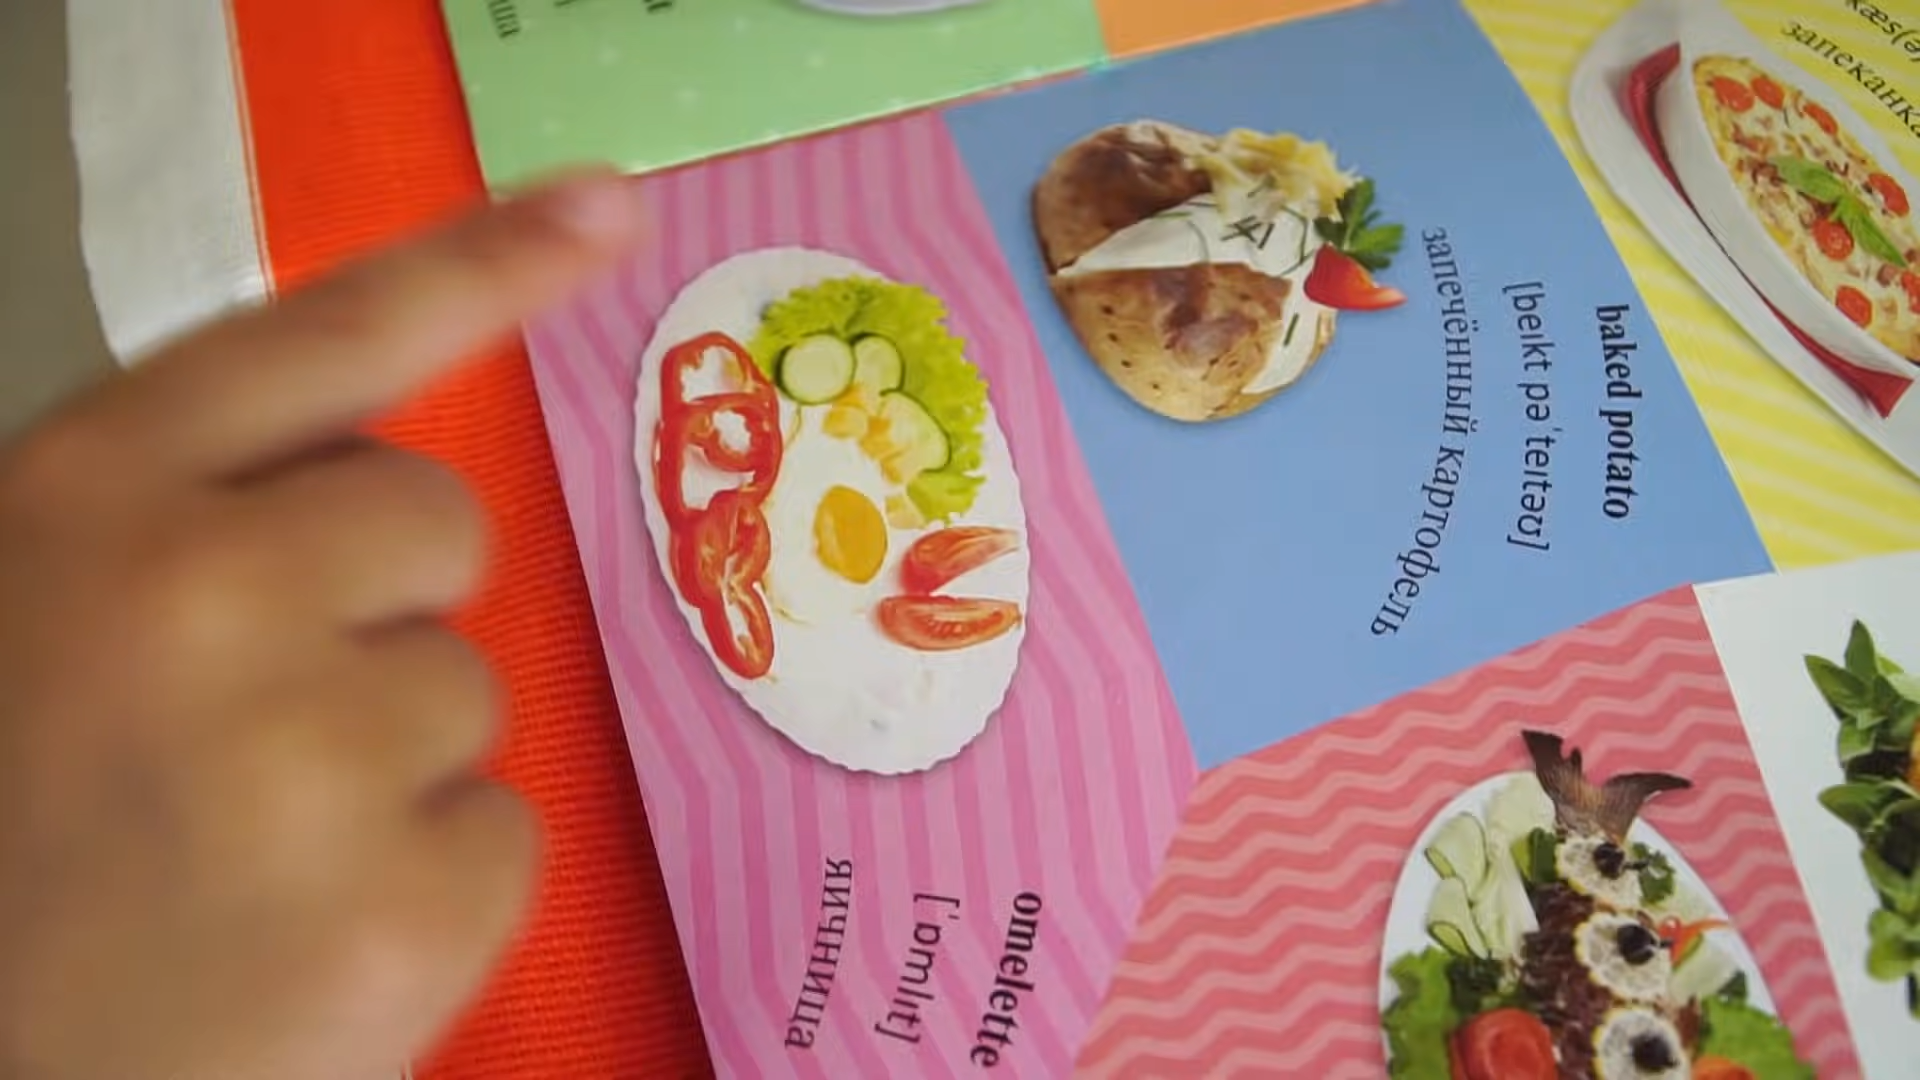 omelette
[ˈɒmlɪt]
яичница
baked potato
[beɪkt pəˈteɪtəʊ]
запечённый картофель
запеканка